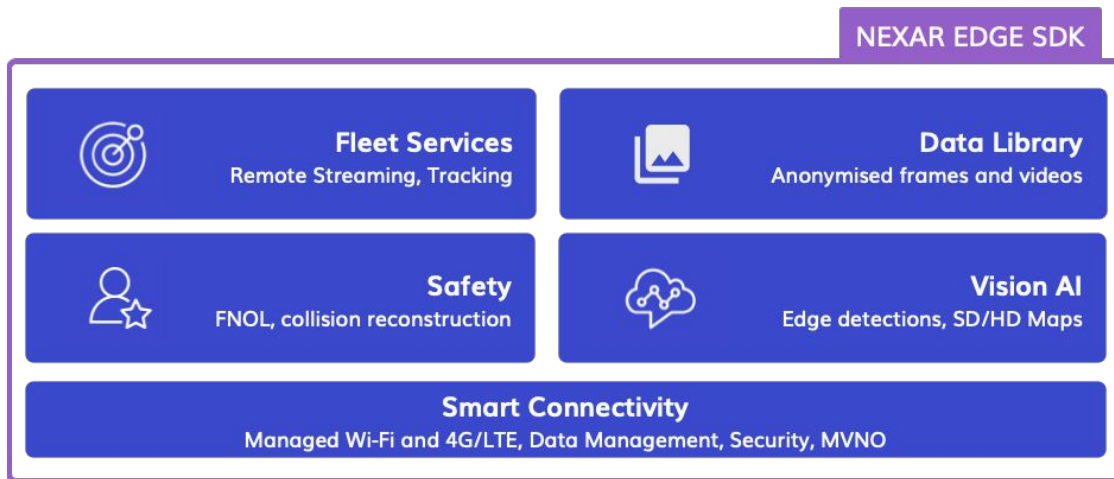 NEXAR EDGE SDK
Fleet Services
Remote Streaming, Tracking
Data Library
Anonymised frames and videos
Safety
FNOL, collision reconstruction
Vision AI
Edge detections, SD/HD Maps
Smart Connectivity
Managed Wi-Fi and 4G/LTE, Data Management, Security, MVNO